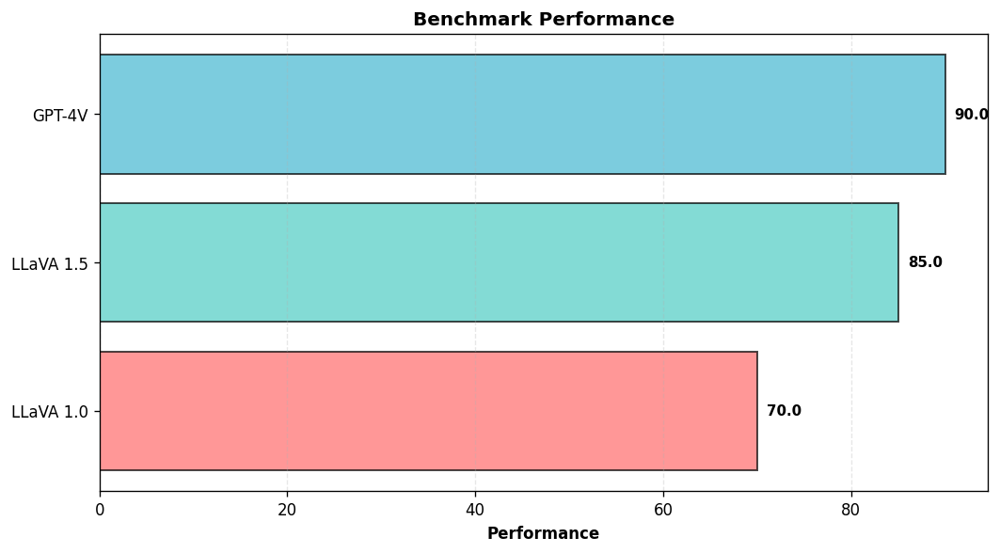 Benchmark Performance
GPT-4V
90.0
LLaVA 1.5
85.0
LLaVA 1.0
70.0
0 20 40 60 80
Performance